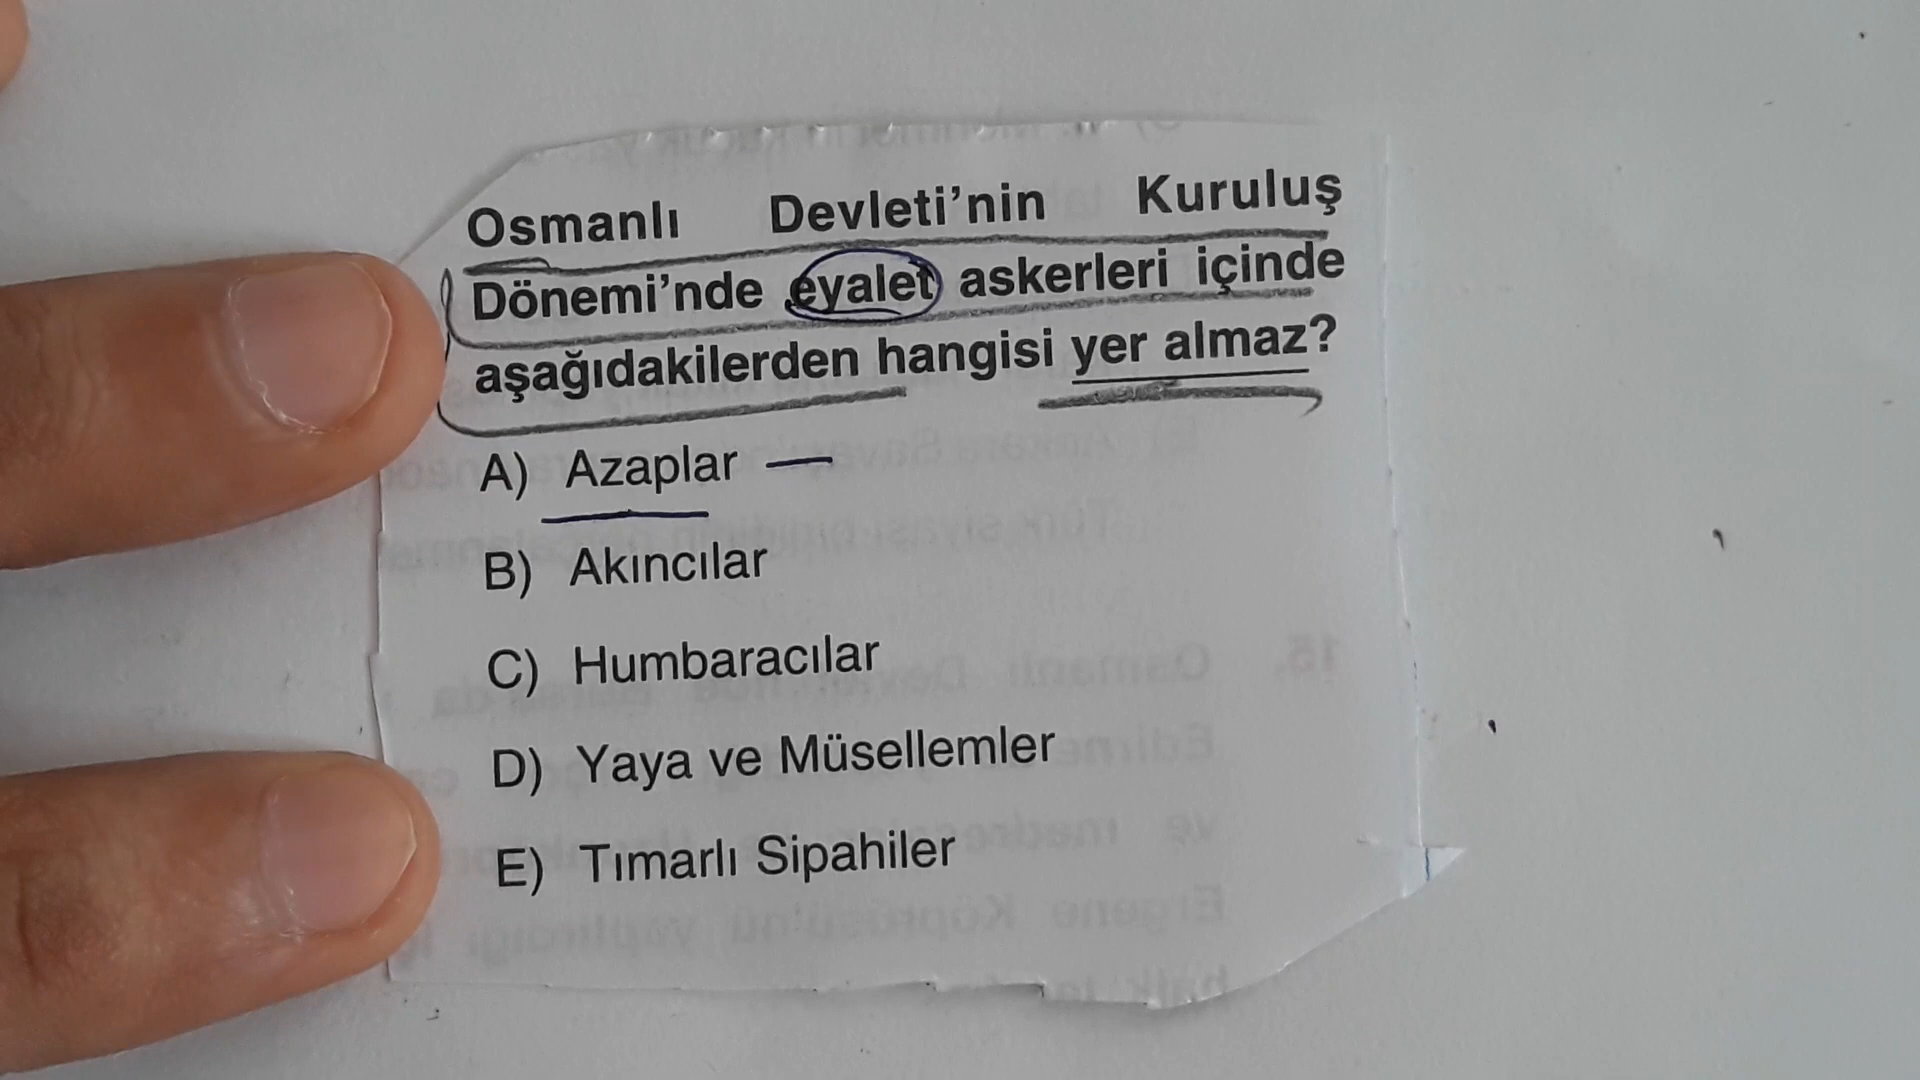 Osmanlı Devleti'nin Kuruluş
Dönemi'nde eyalet askerleri içinde
aşağıdakilerden hangisi yer almaz?
A) Azaplar
B) Akıncılar
C) Humbaracılar
D) Yaya ve Müsellemler
E) Tımarlı Sipahiler